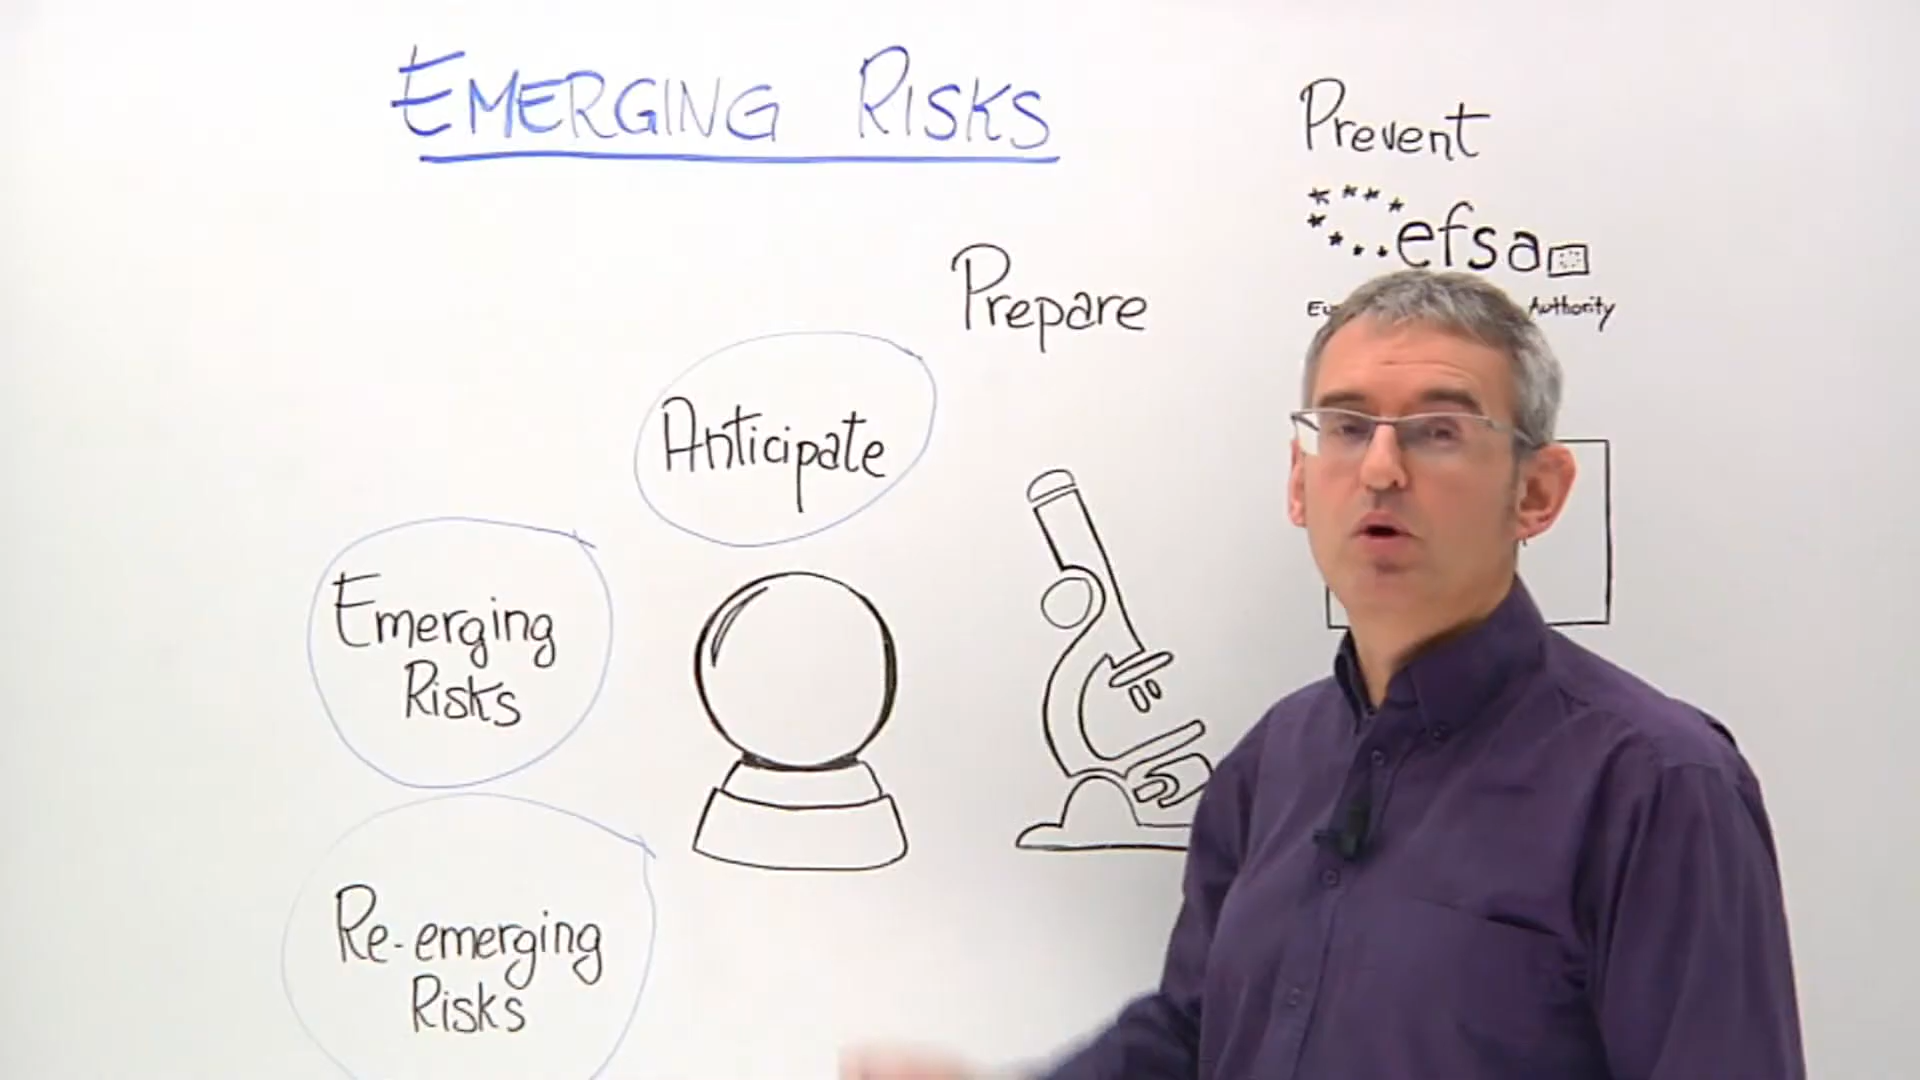 EMERGING RISKS
Prevent
efsa
Authority
Prepare
Anticipate
Emerging
Risks
Re-emerging
Risks